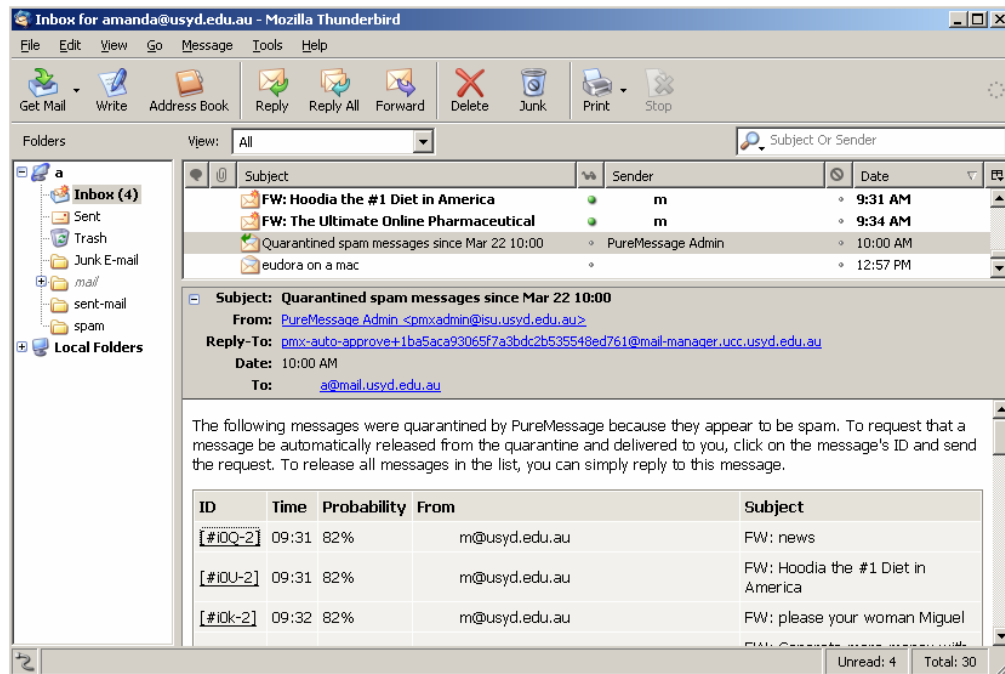 Inbox for amanda@usyd.edu.au - Mozilla Thunderbird
File Edit View Go Message Tools Help
Get Mail Write Address Book Reply Reply All Forward Delete Junk Print Stop
Folders View: All Subject Or Sender
a
Inbox (4)
Sent
Trash
Junk E-mail
mail
sent-mail
spam
Local Folders
Subject Sender Date
FW: Hoodia the #1 Diet in America m 9:31 AM
FW: The Ultimate Online Pharmaceutical m 9:34 AM
Quarantined spam messages since Mar 22 10:00 PureMessage Admin 10:00 AM
eudora on a mac 12:57 PM
Subject: Quarantined spam messages since Mar 22 10:00
From: PureMessage Admin <pmxadmin@isu.usyd.edu.au>
Reply-To: pmx-auto-approve+1ba5aca93065f7a3bdc2b535548ed761@mail-manager.ucc.usyd.edu.au
Date: 10:00 AM
To: a@mail.usyd.edu.au
The following messages were quarantined by PureMessage because they appear to be spam. To request that a
message be automatically released from the quarantine and delivered to you, click on the message's ID and send
the request. To release all messages in the list, you can simply reply to this message.
ID Time Probability From Subject
[#i0Q-2] 09:31 82% m@usyd.edu.au FW: news
[#i0U-2] 09:31 82% m@usyd.edu.au FW: Hoodia the #1 Diet in
America
[#i0k-2] 09:32 82% m@usyd.edu.au FW: please your woman Miguel
FW: Generate more money with
Unread: 4 Total: 30